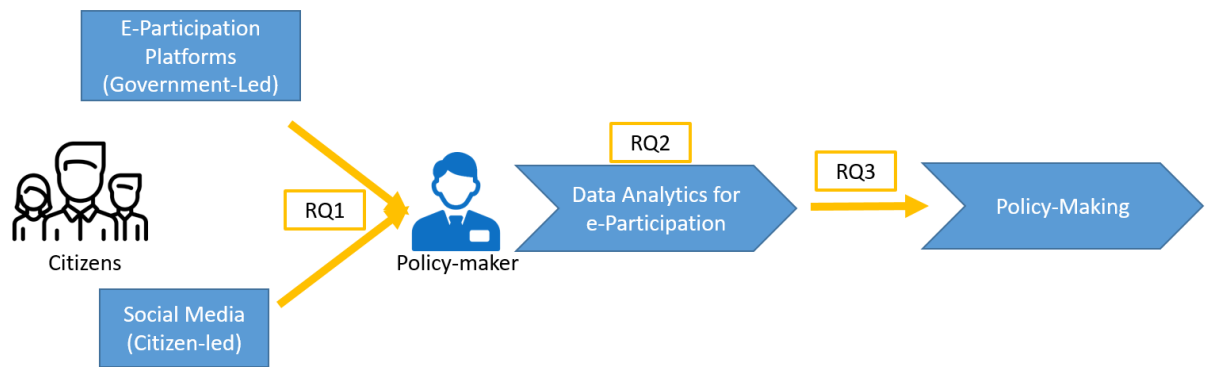 E-Participation
Platforms
(Government-Led)
Citizens
Social Media
(Citizen-led)
RQ1
Policy-maker
RQ2
Data Analytics for
e-Participation
RQ3
Policy-Making